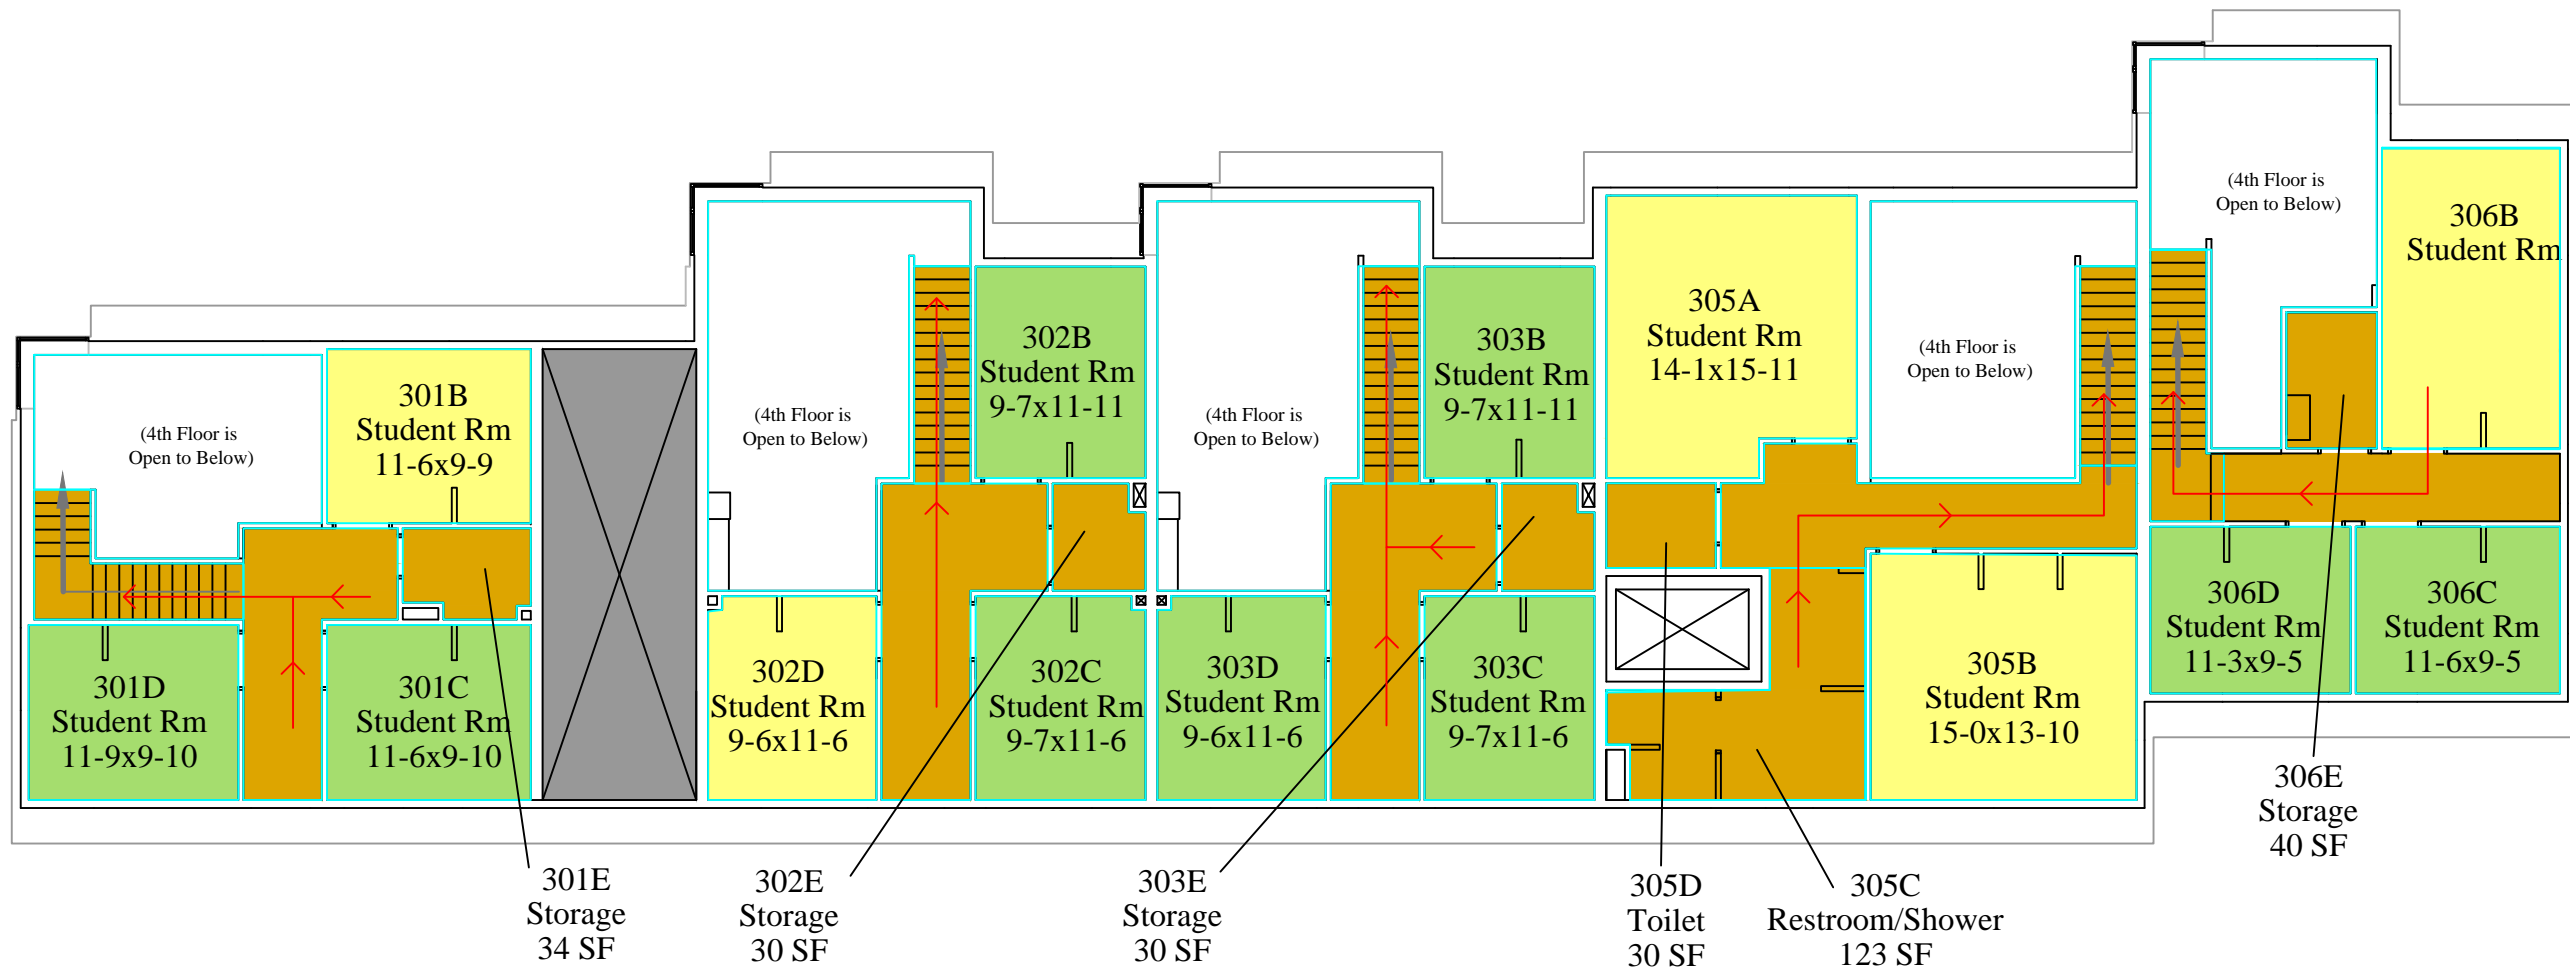 (4th Floor is
Open to Below)
301B
Student Rm
11-6x9-9
301D
Student Rm
11-9x9-10
301C
Student Rm
11-6x9-10
301E
Storage
34 SF
(4th Floor is
Open to Below)
302B
Student Rm
9-7x11-11
302D
Student Rm
9-6x11-6
302C
Student Rm
9-7x11-6
302E
Storage
30 SF
(4th Floor is
Open to Below)
303B
Student Rm
9-7x11-11
303D
Student Rm
9-6x11-6
303C
Student Rm
9-7x11-6
303E
Storage
30 SF
305A
Student Rm
14-1x15-11
(4th Floor is
Open to Below)
305B
Student Rm
15-0x13-10
305D
Toilet
30 SF
305C
Restroom/Shower
123 SF
(4th Floor is
Open to Below)
306B
Student Rm
306D
Student Rm
11-3x9-5
306C
Student Rm
11-6x9-5
306E
Storage
40 SF